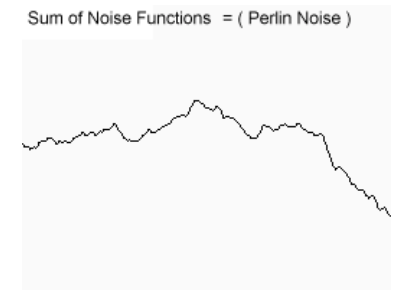 Sum of Noise Functions = ( Perlin Noise )